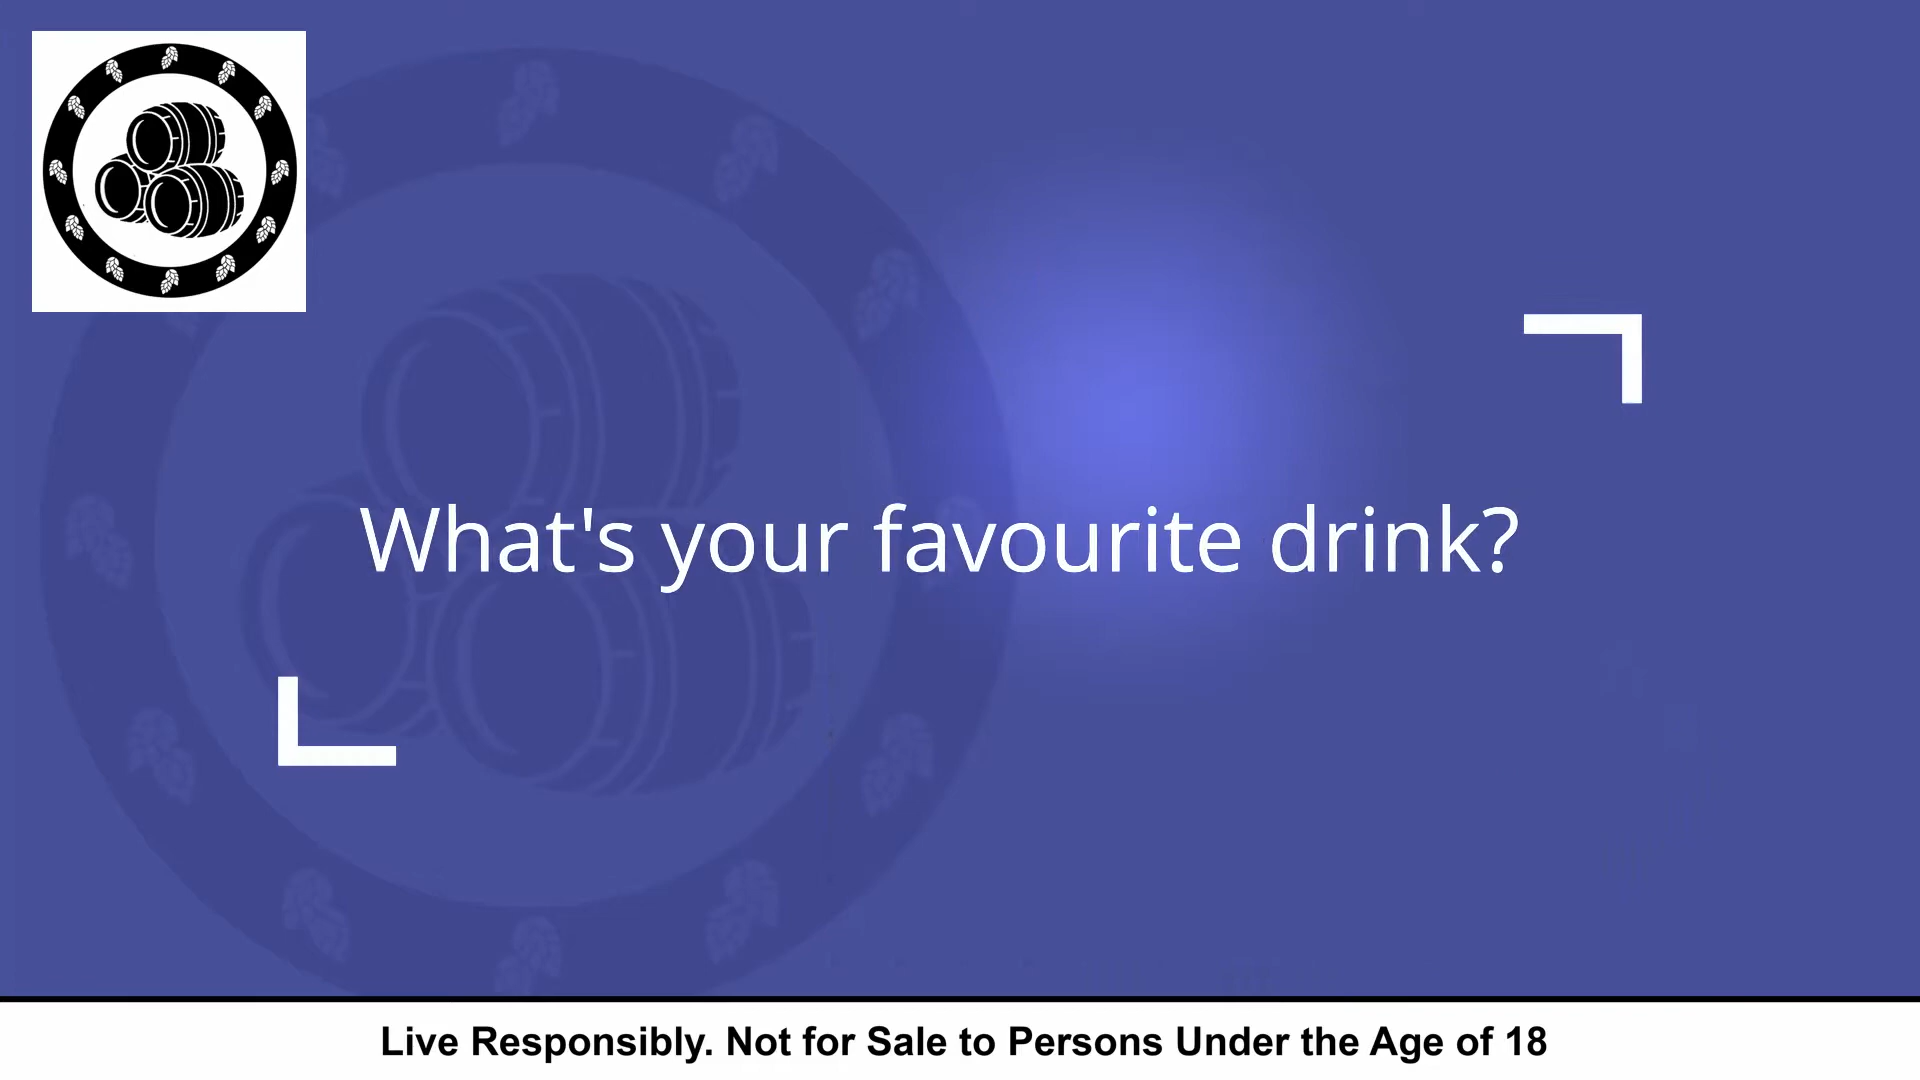 What's your favourite drink?
Live Responsibly. Not for Sale to Persons Under the Age of 18